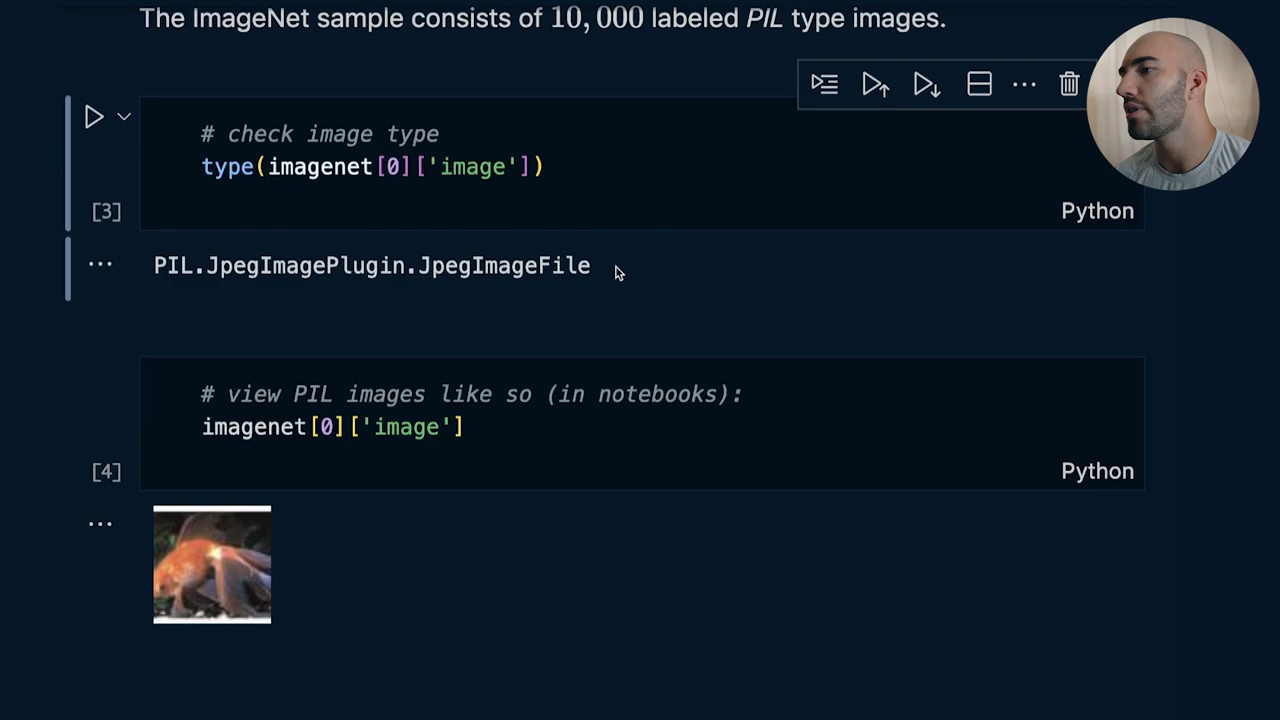 The ImageNet sample consists of 10,000 labeled PIL type images.
# check image type
type(imagenet[0]['image'])
[3]
Python
PIL.JpegImagePlugin.JpegImageFile
# view PIL images like so (in notebooks):
imagenet[0]['image']
[4]
Python